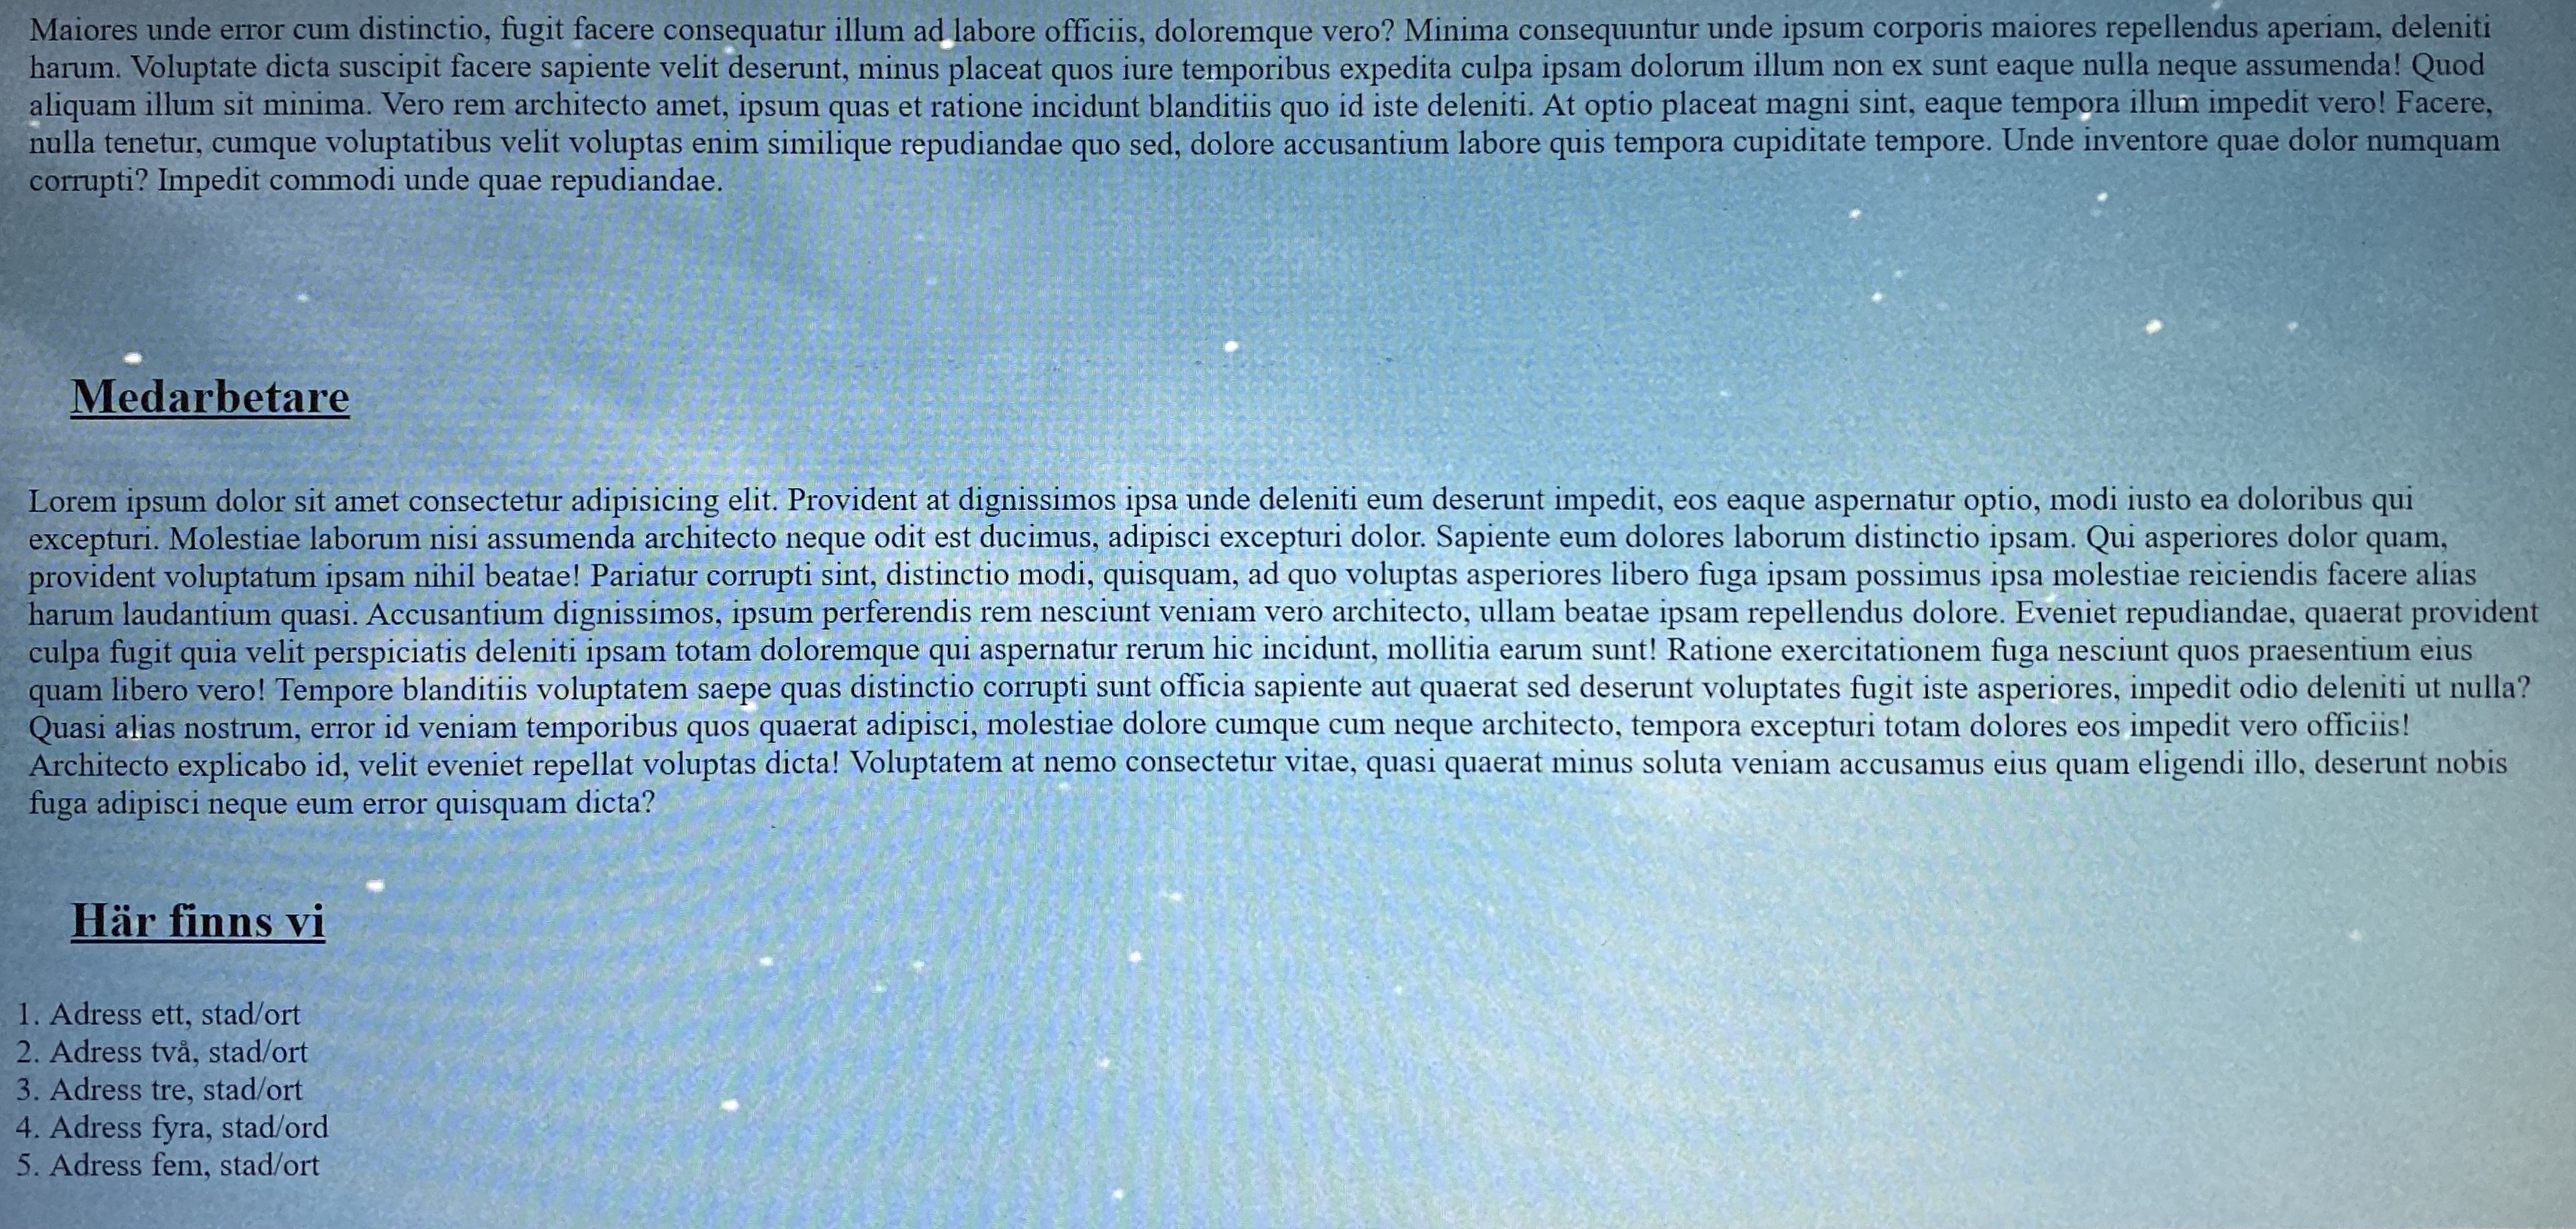 Maiores unde error cum distinctio, fugit facere consequatur illum ad labore officiis, doloremque vero? Minima consequuntur unde ipsum corporis maiores repellendus aperiam, deleniti
harum. Voluptate dicta suscipit facere sapiente velit deserunt, minus placeat quos iure temporibus expedita culpa ipsam dolorum illum non ex sunt eaque nulla neque assumenda! Quod
aliquam illum sit minima. Vero rem architecto amet, ipsum quas et ratione incidunt blanditiis quo id iste deleniti. At optio placeat magni sint, eaque tempora illum impedit vero! Facere,
nulla tenetur, cumque voluptatibus velit voluptas enim similique repudiandae quo sed, dolore accusantium labore quis tempora cupiditate tempore. Unde inventore quae dolor numquam
corrupti? Impedit commodi unde quae repudiandae.
Medarbetare
Lorem ipsum dolor sit amet consectetur adipisicing elit. Provident at dignissimos ipsa unde deleniti eum deserunt impedit, eos eaque aspernatur optio, modi iusto ea doloribus qui
excepturi. Molestiae laborum nisi assumenda architecto neque odit est ducimus, adipisci excepturi dolor. Sapiente eum dolores laborum distinctio ipsam. Qui asperiores dolor quam,
provident voluptatum ipsam nihil beatae! Pariatur corrupti sint, distinctio modi, quisquam, ad quo voluptas asperiores libero fuga ipsam possimus ipsa molestiae reiciendis facere alias
harum laudantium quasi. Accusantium dignissimos, ipsum perferendis rem nesciunt veniam vero architecto, ullam beatae ipsam repellendus dolore. Eveniet repudiandae, quaerat provident
culpa fugit quia velit perspiciatis deleniti ipsam totam doloremque qui aspernatur rerum hic incidunt, mollitia earum sunt! Ratione exercitationem fuga nesciunt quos praesentium eius
quam libero vero! Tempore blanditiis voluptatem saepe quas distinctio corrupti sunt officia sapiente aut quaerat sed deserunt voluptates fugit iste asperiores, impedit odio deleniti ut nulla?
Quasi alias nostrum, error id veniam temporibus quos quaerat adipisci, molestiae dolore cumque cum neque architecto, tempora excepturi totam dolores eos impedit vero officiis!
Architecto explicabo id, velit eveniet repellat voluptas dicta! Voluptatem at nemo consectetur vitae, quasi quaerat minus soluta veniam accusamus eius quam eligendi illo, deserunt nobis
fuga adipisci neque eum error quisquam dicta?
Här finns vi
1. Adress ett, stad/ort
2. Adress två, stad/ort
3. Adress tre, stad/ort
4. Adress fyra, stad/ord
5. Adress fem, stad/ort